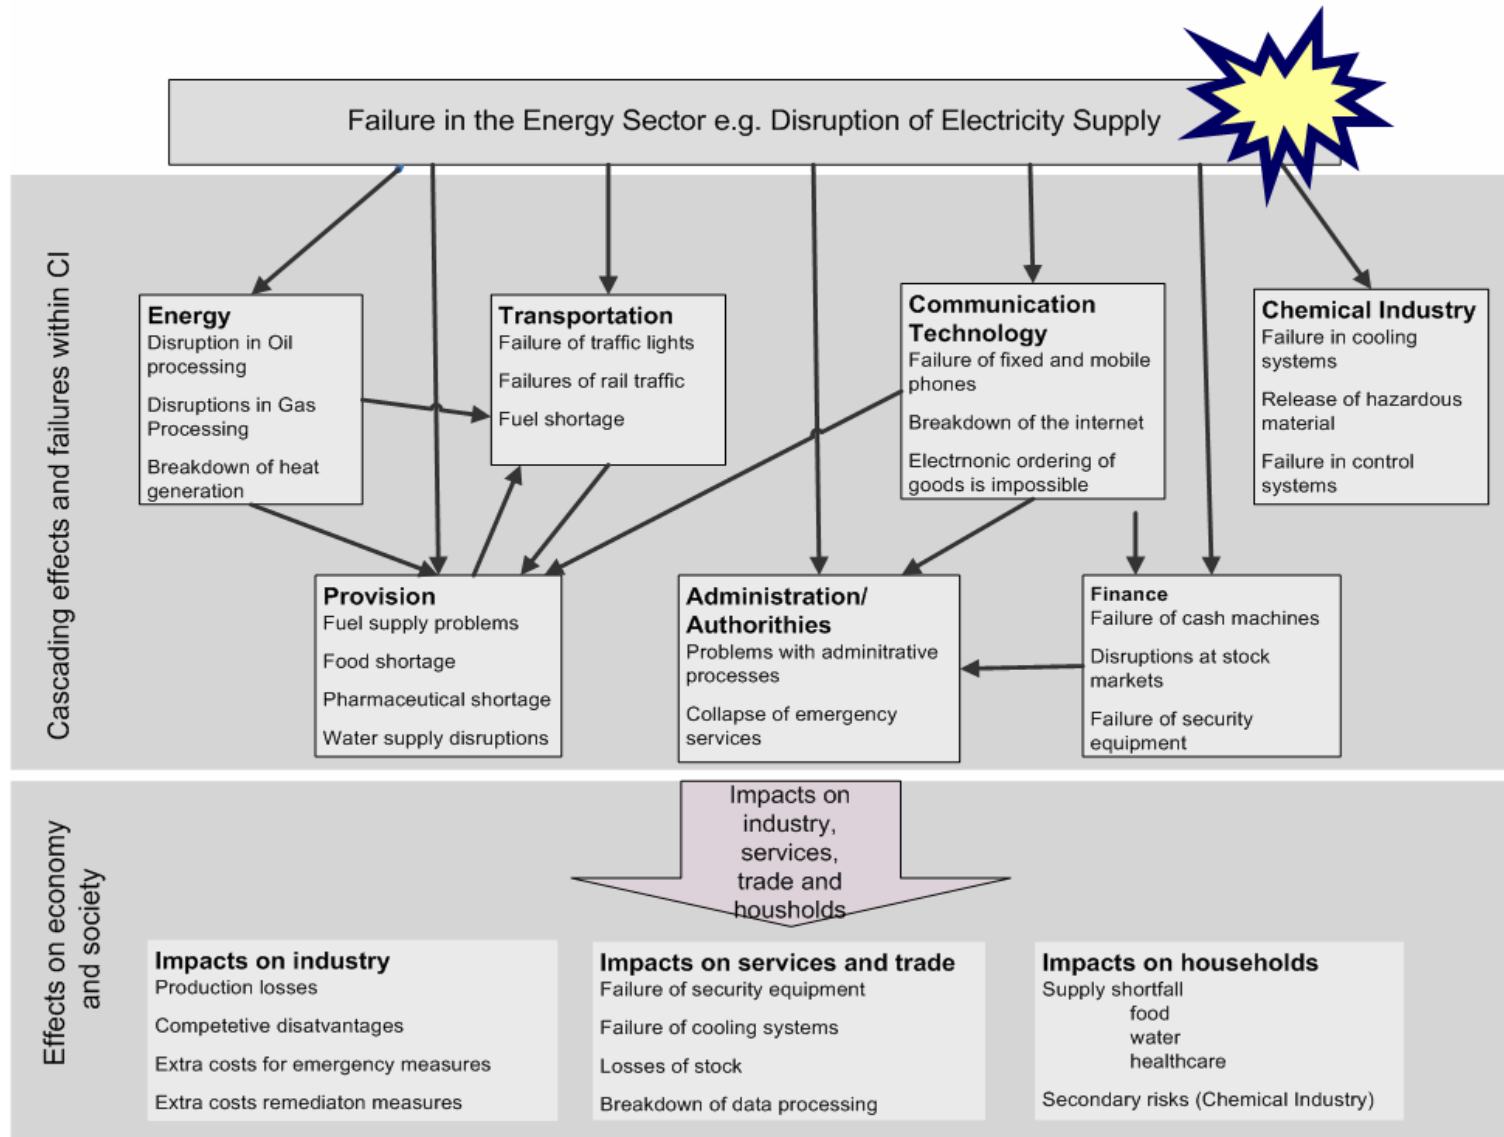 Failure in the Energy Sector e.g. Disruption of Electricity Supply
Cascading effects and failures within CI
Energy
Disruption in Oil
processing
Disruptions in Gas
Processing
Breakdown of heat
generation
Transportation
Failure of traffic lights
Failures of rail traffic
Fuel shortage
Communication
Technology
Failure of fixed and mobile
phones
Breakdown of the internet
Electrnonic ordering of
goods is impossible
Chemical Industry
Failure in cooling
systems
Release of hazardous
material
Failure in control
systems
Provision
Fuel supply problems
Food shortage
Pharmaceutical shortage
Water supply disruptions
Administration/
Authorithies
Problems with adminitrative
processes
Collapse of emergency
services
Finance
Failure of cash machines
Disruptions at stock
markets
Failure of security
equipment
Effects on economy
and society
Impacts on
industry,
services,
trade and
housholds
Impacts on industry
Production losses
Competetive disatvantages
Extra costs for emergency measures
Extra costs remediaton measures
Impacts on services and trade
Failure of security equipment
Failure of cooling systems
Losses of stock
Breakdown of data processing
Impacts on households
Supply shortfall
food
water
healthcare
Secondary risks (Chemical Industry)